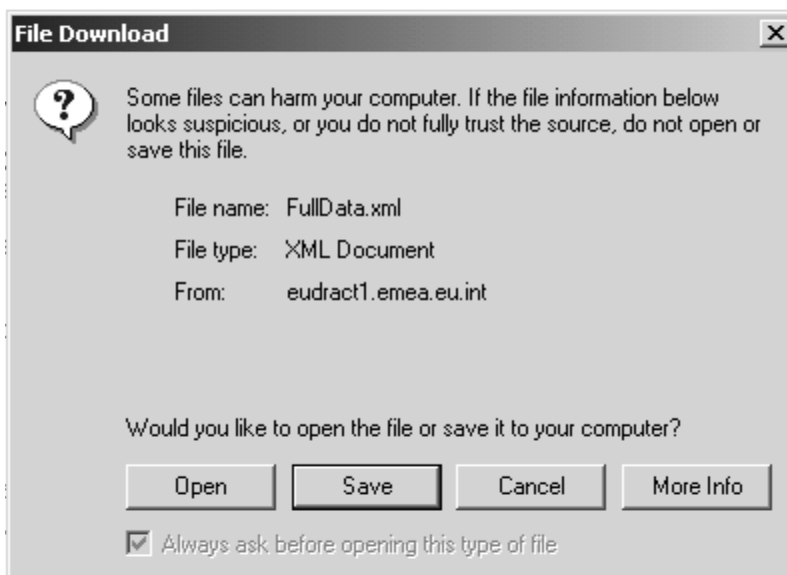 File Download
Some files can harm your computer. If the file information below
looks suspicious, or you do not fully trust the source, do not open or
save this file.
File name: FullData.xml
File type: XML Document
From: eudract1.emea.eu.int
Would you like to open the file or save it to your computer?
Open Save Cancel More Info
Always ask before opening this type of file